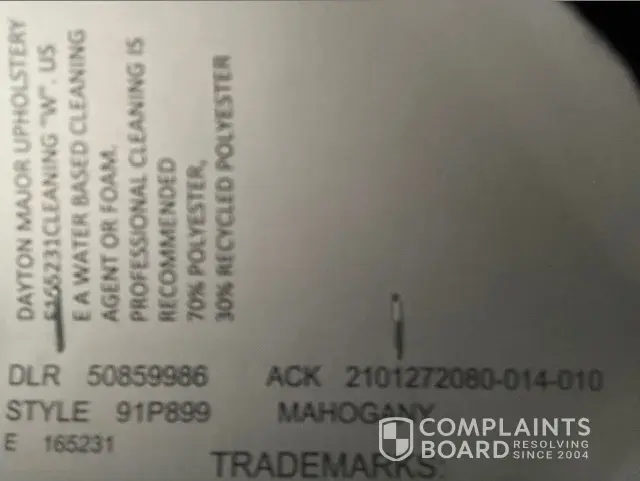 DAYTON MAJOR UPHOLSTERY
E165231CLEANING "W". US
E A WATER BASED CLEANING
AGENT OR FOAM.
PROFESSIONAL CLEANING IS
RECOMMENDED
70% POLYESTER,
30% RECYCLED POLYESTER
DLR 50859986 ACK 2101272080-014-010
STYLE 91P899 MAHOGANY
E 165231
TRADEMARKS:
COMPLAINTS
BOARD RESOLVING
SINCE 2004